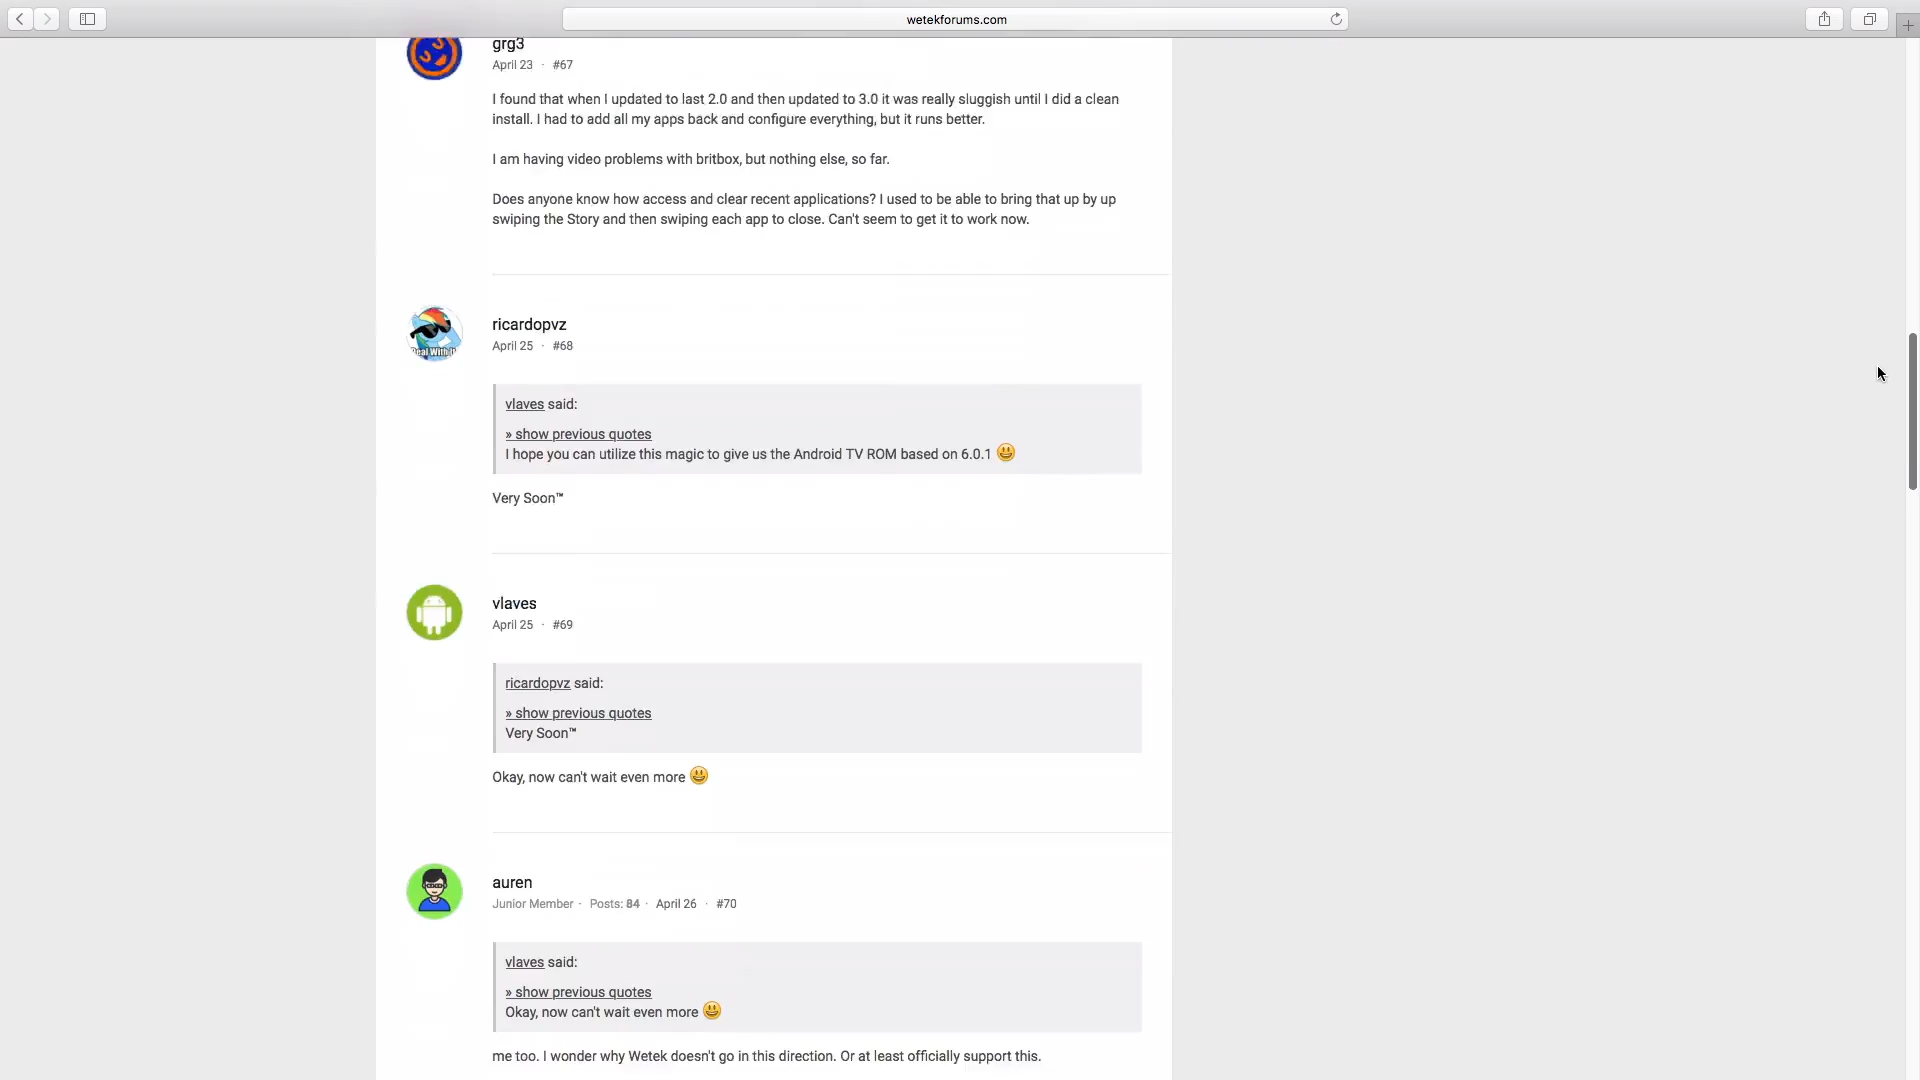 wetekforums.com
grg3
April 23 · #67
I found that when I updated to last 2.0 and then updated to 3.0 it was really sluggish until I did a clean
install. I had to add all my apps back and configure everything, but it runs better.
I am having video problems with britbox, but nothing else, so far.
Does anyone know how access and clear recent applications? I used to be able to bring that up by up
swiping the Story and then swiping each app to close. Can't seem to get it to work now.
ricardopvz
April 25 · #68
Deal With It
vlaves said:
» show previous quotes
I hope you can utilize this magic to give us the Android TV ROM based on 6.0.1 😃
Very Soon™
vlaves
April 25 · #69
ricardopvz said:
» show previous quotes
Very Soon™
Okay, now can't wait even more 😃
auren
Junior Member · Posts: 84 · April 26 · #70
vlaves said:
» show previous quotes
Okay, now can't wait even more 😃
me too. I wonder why Wetek doesn't go in this direction. Or at least officially support this.